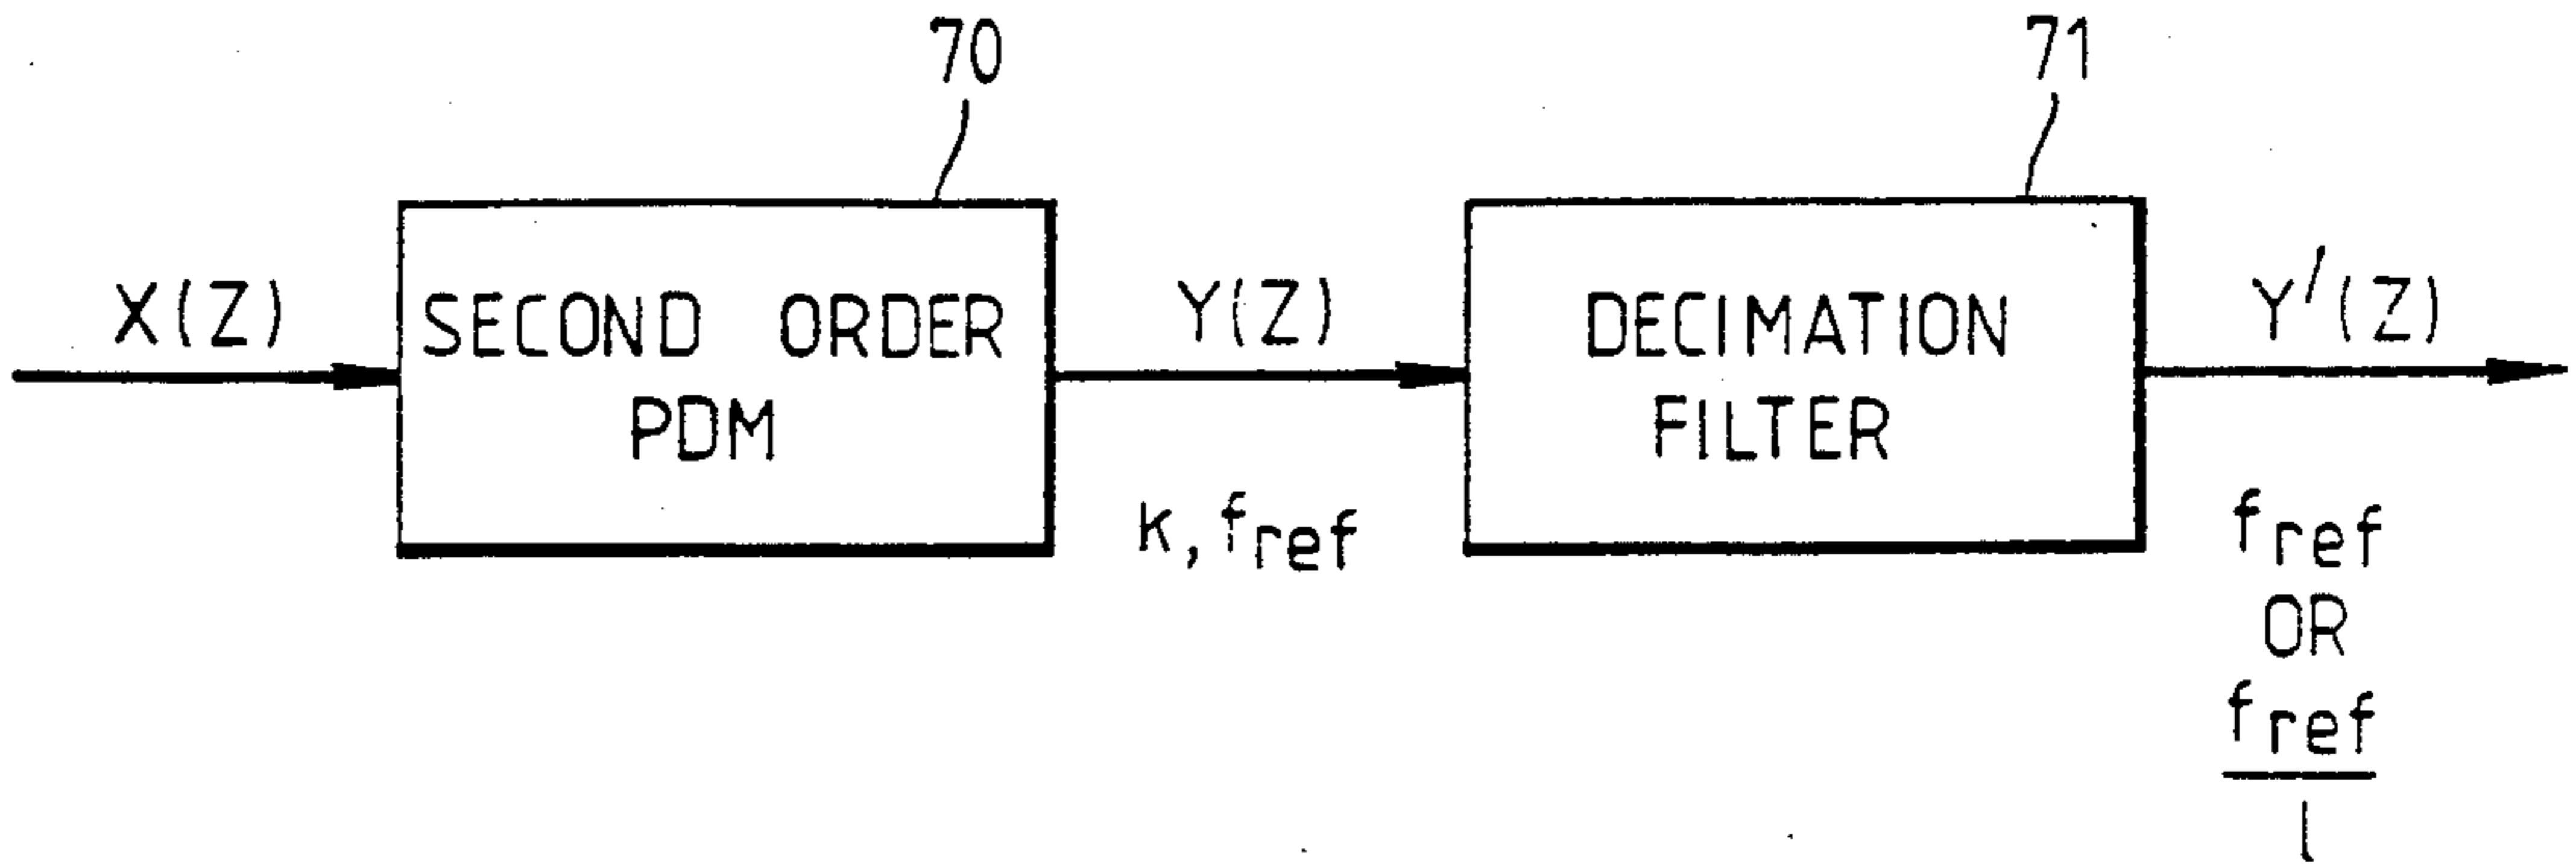 70
71
X(Z)
SECOND ORDER
PDM
Y(Z)
K, fref
DECIMATION
FILTER
Y'(Z)
fref
OR
fref
l